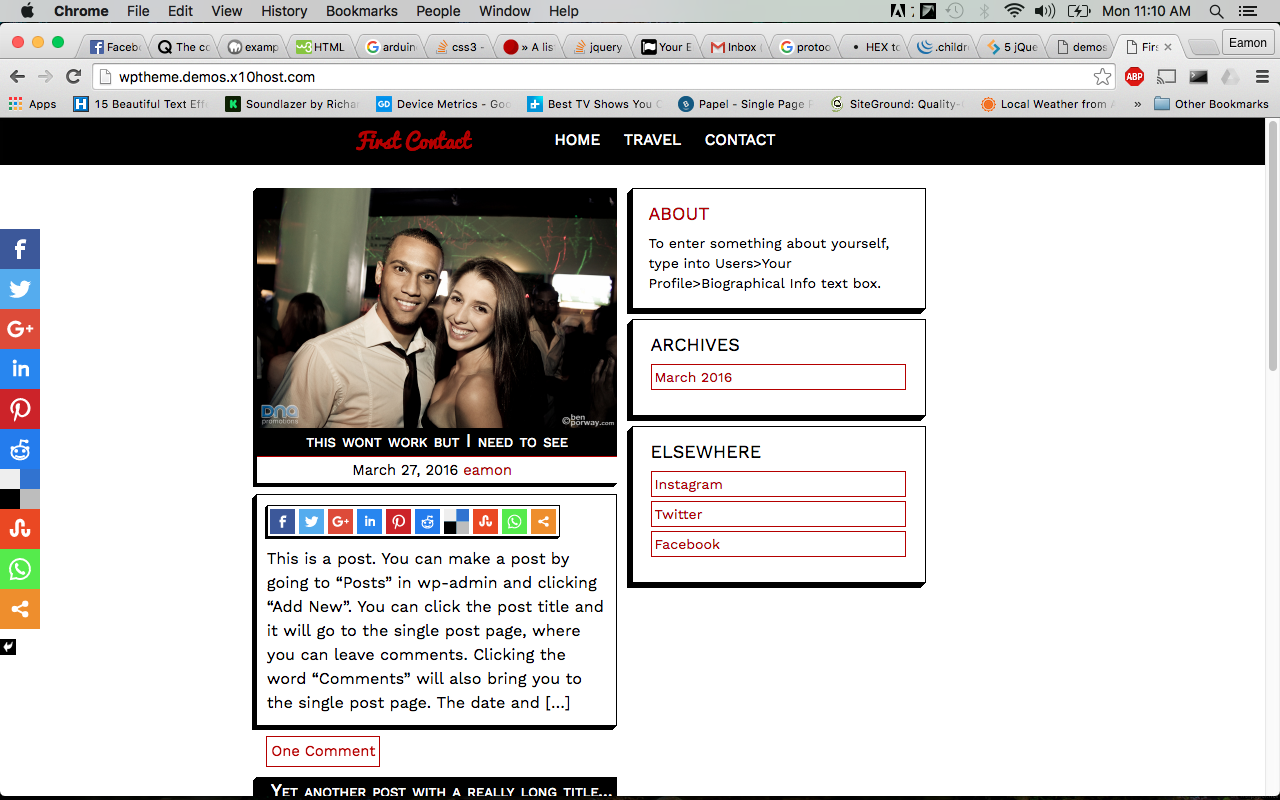 Chrome File Edit View History Bookmarks People Window Help Mon 11:10 AM
Faceb The co examp HTML arduin css3 - » A lis jquery Your E Inbox protoc HEX to .childre 5 jQue demos Firs Eamon
wptheme.demos.x10host.com ABP
Apps 15 Beautiful Text Effe Soundlazer by Richar Device Metrics - Goo Best TV Shows You C Papel - Single Page P SiteGround: Quality- Local Weather from A » Other Bookmarks
First Contact HOME TRAVEL CONTACT
DNA promotions
©ben porway.com
this wont work but I need to see
March 27, 2016 eamon
This is a post. You can make a post by
going to “Posts” in wp-admin and clicking
“Add New”. You can click the post title and
it will go to the single post page, where
you can leave comments. Clicking the
word “Comments” will also bring you to
the single post page. The date and [...]
One Comment
Yet another post with a really long title...
ABOUT
To enter something about yourself,
type into Users>Your
Profile>Biographical Info text box.
ARCHIVES
March 2016
ELSEWHERE
Instagram
Twitter
Facebook